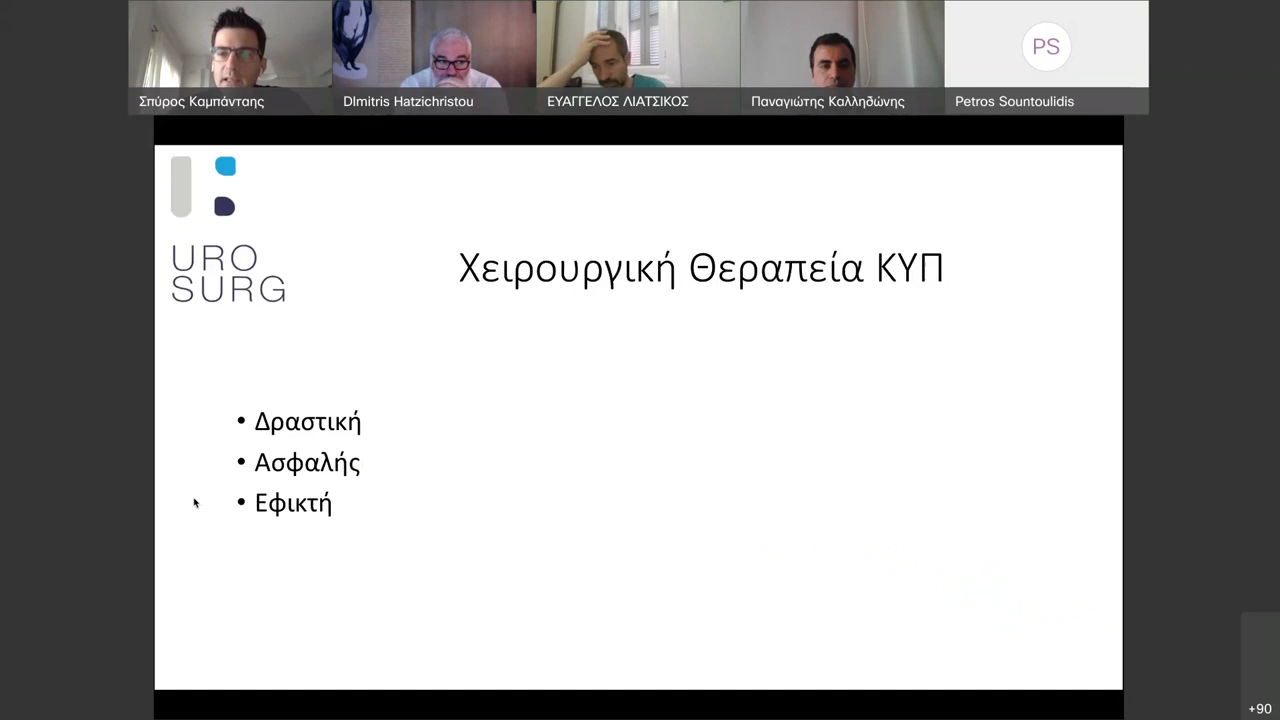 Σπύρος Καμπάνταης
DImitris Hatzichristou
ΕΥΑΓΓΕΛΟΣ ΛΙΑΤΣΙΚΟΣ
Παναγιώτης Καλληδώνης
PS
Petros Sountoulidis
URO
SURG
Χειρουργική Θεραπεία ΚΥΠ
• Δραστική
• Ασφαλής
• Εφικτή
+90